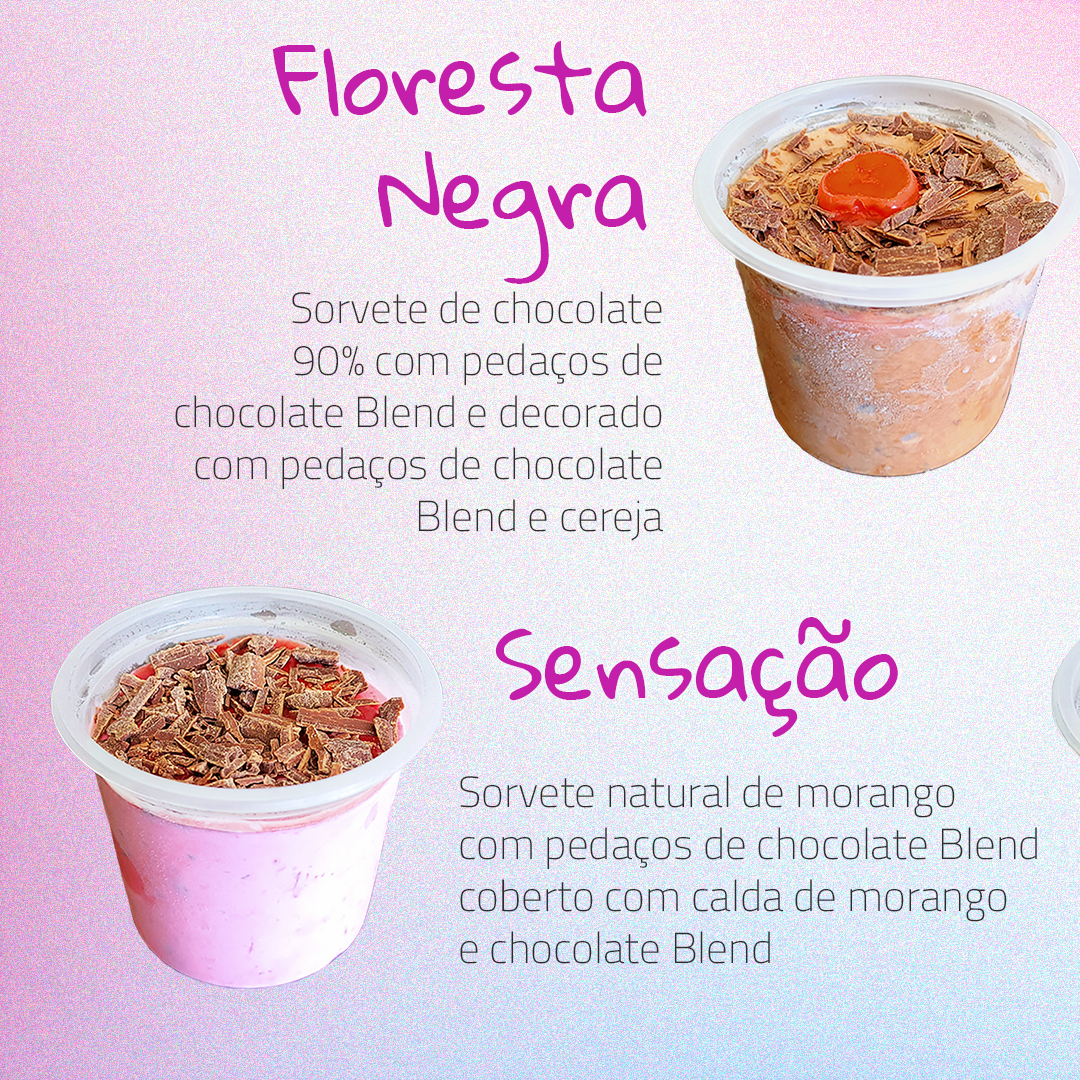 Floresta
Negra
Sorvete de chocolate
90% com pedaços de
chocolate Blend e decorado
com pedaços de chocolate
Blend e cereja
Sensação
Sorvete natural de morango
com pedaços de chocolate Blend
coberto com calda de morango
e chocolate Blend